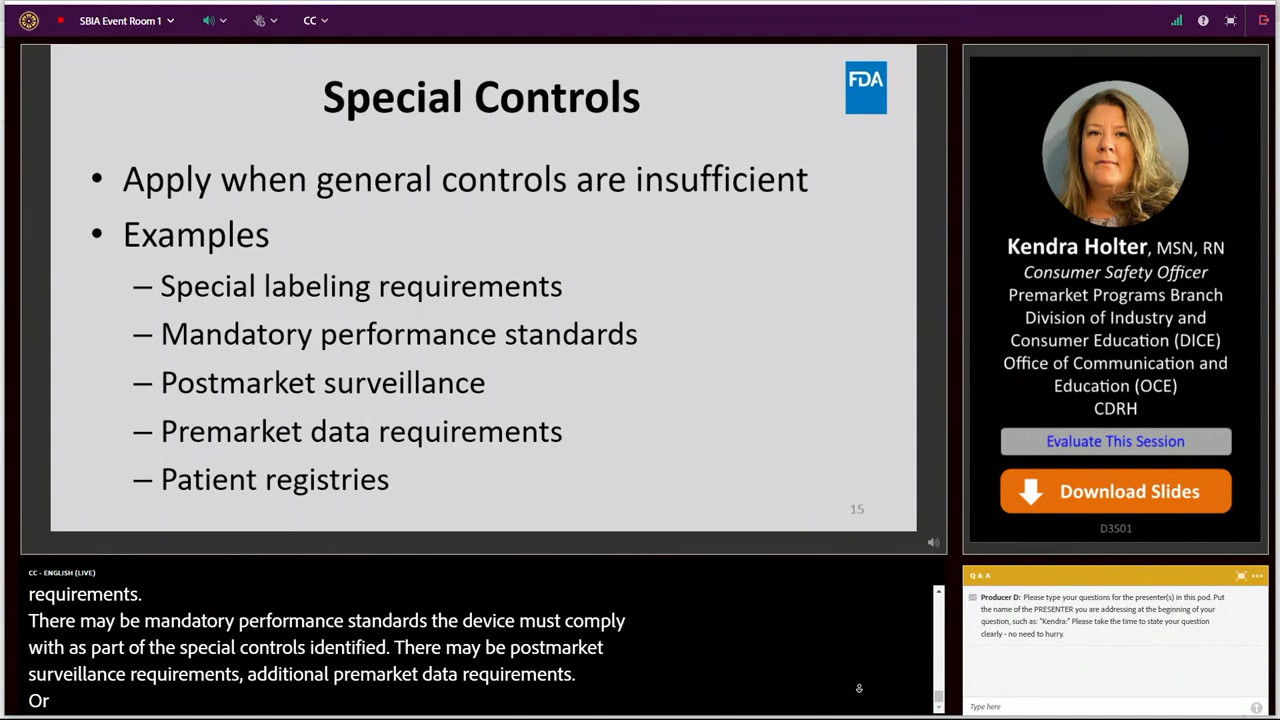 SBIA Event Room 1
CC
Special Controls
FDA
• Apply when general controls are insufficient
• Examples
– Special labeling requirements
– Mandatory performance standards
– Postmarket surveillance
– Premarket data requirements
– Patient registries
15
Kendra Holter, MSN, RN
Consumer Safety Officer
Premarket Programs Branch
Division of Industry and
Consumer Education (DICE)
Office of Communication and
Education (OCE)
CDRH
Evaluate This Session
Download Slides
D3S01
CC - ENGLISH (LIVE)
requirements.
There may be mandatory performance standards the device must comply
with as part of the special controls identified. There may be postmarket
surveillance requirements, additional premarket data requirements.
Or
Q & A
Producer D: Please type your questions for the presenter(s) in this pod. Put
the name of the PRESENTER you are addressing at the beginning of your
question, such as: "Kendra:" Please take the time to state your question
clearly - no need to hurry.
Type here